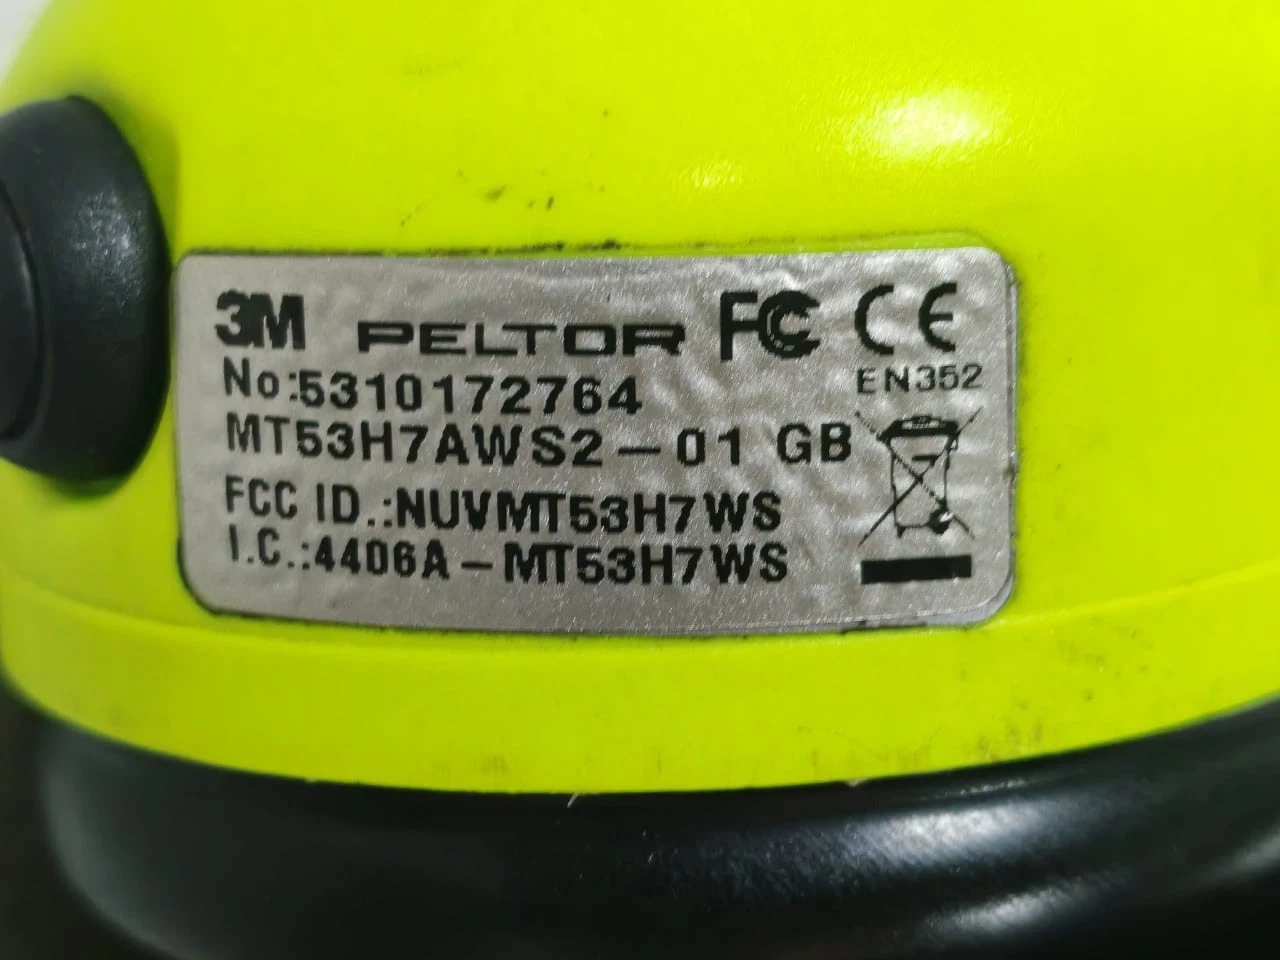 3M PELTOR FC CE
No:5310172764
EN352
MT53H7AWS2-01 GB
FCC ID.:NUVMT53H7WS
I.C.:4406A-MT53H7WS